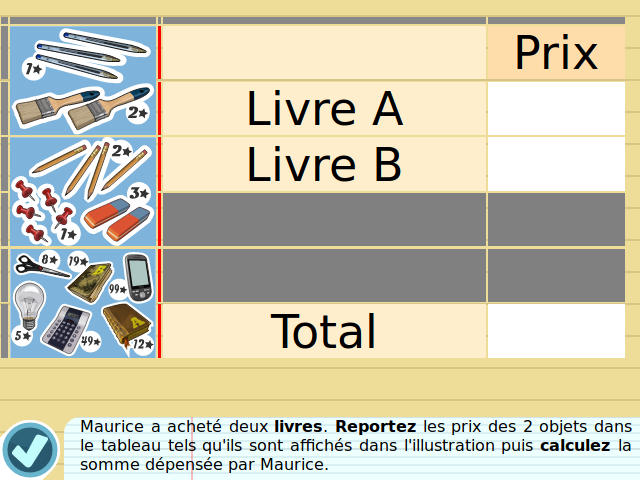 Prix
1★
2★
Livre A
2★
Livre B
3★
1★
8★ 19★
B
99★
A
5★ 49★ 12★
Total
Maurice a acheté deux livres. Reportez les prix des 2 objets dans
le tableau tels qu'ils sont affichés dans l'illustration puis calculez la
somme dépensée par Maurice.